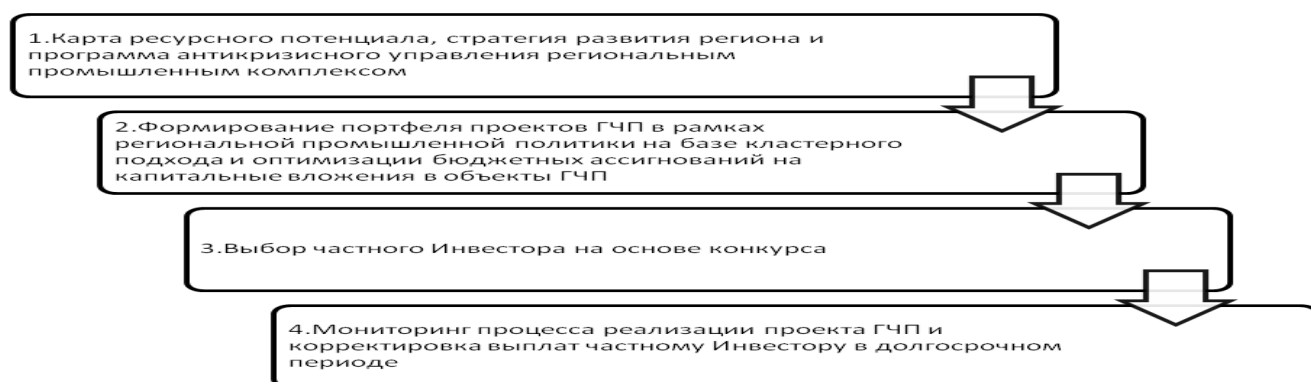 1.Карта ресурсного потенциала, стратегия развития региона и
программа антикризисного управления региональным
промышленным комплексом
2.Формирование портфеля проектов ГЧП в рамках
региональной промышленной политики на базе кластерного
подхода и оптимизации бюджетных ассигнований на
капитальные вложения в объекты ГЧП
3.Выбор частного Инвестора на основе конкурса
4.Мониторинг процесса реализации проекта ГЧП и
корректировка выплат частному Инвестору в долгосрочном
периоде